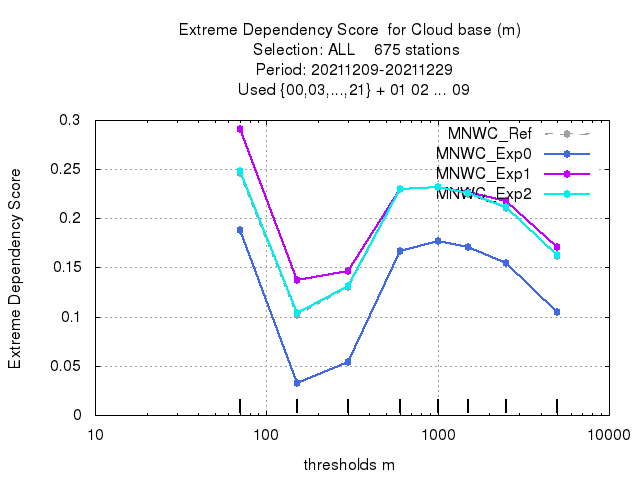 Extreme Dependency Score  for Cloud base (m)
Selection: ALL    675 stations
Period: 20211209-20211229
Used {00,03,...,21} + 01 02 ... 09
MNWC_Ref
MNWC_Exp0
MNWC_Exp1
MNWC_Exp2
Extreme Dependency Score
0.3
0.25
0.2
0.15
0.1
0.05
0
10 100 1000 10000
thresholds m